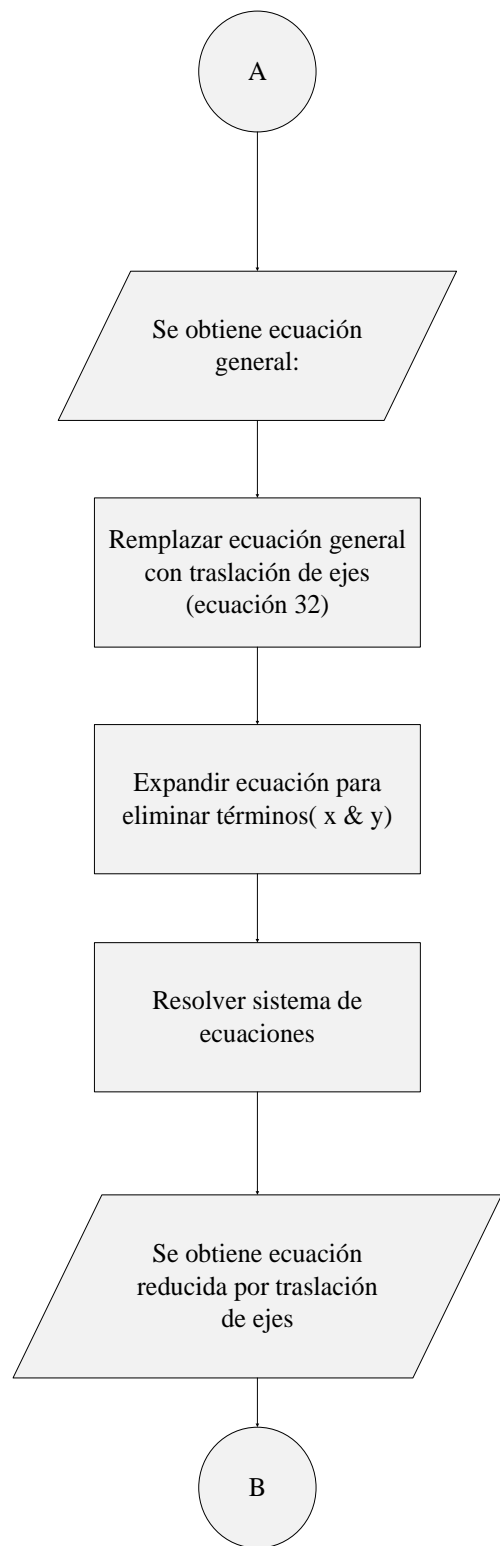 A
Se obtiene ecuación
general:
Remplazar ecuación general
con traslación de ejes
(ecuación 32)
Expandir ecuación para
eliminar términos( x & y)
Resolver sistema de
ecuaciones
Se obtiene ecuación
reducida por traslación
de ejes
B